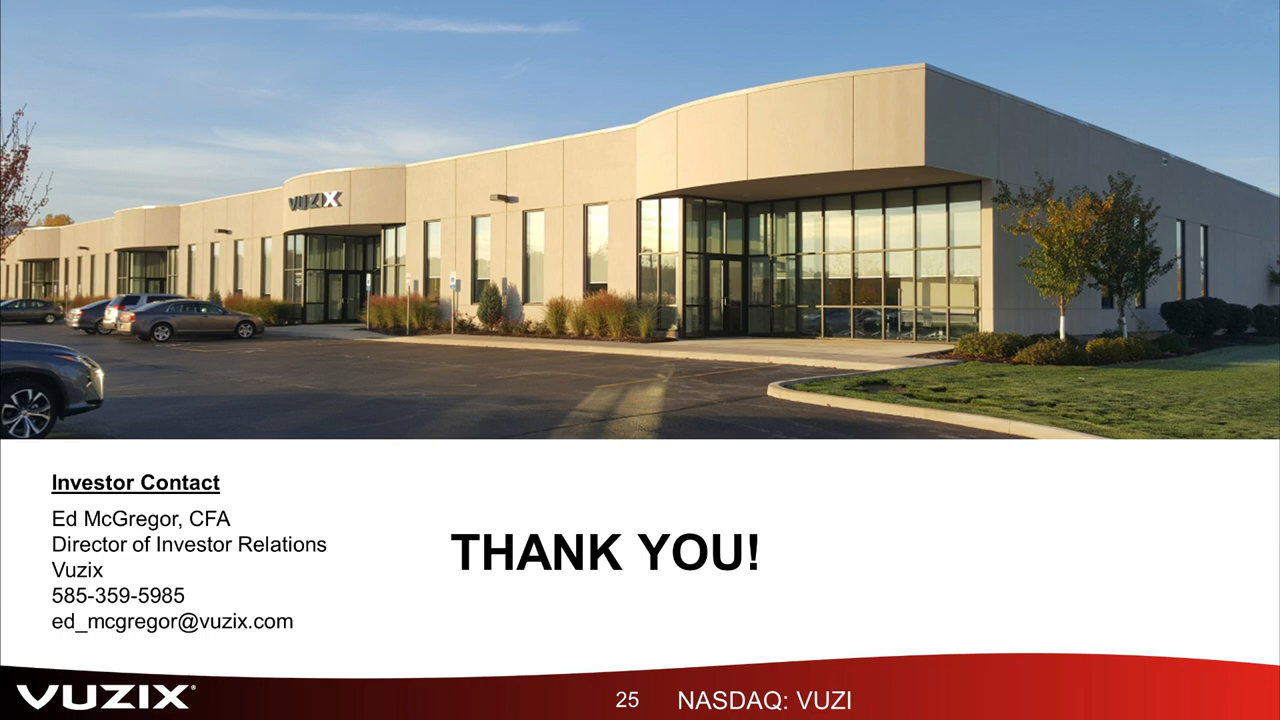 VUZIX
Investor Contact
Ed McGregor, CFA
Director of Investor Relations
Vuzix
585-359-5985
ed_mcgregor@vuzix.com
THANK YOU!
VUZIX®
25
NASDAQ: VUZI